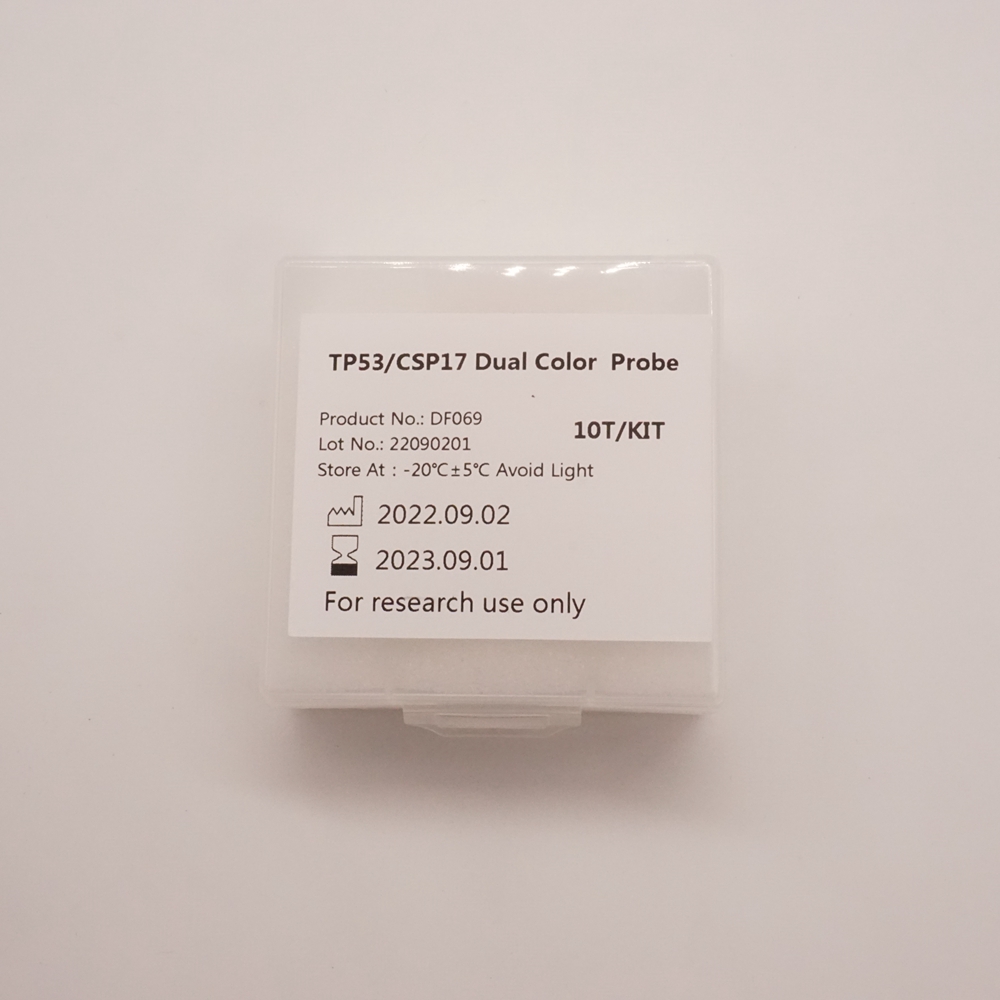 TP53/CSP17 Dual Color Probe
Product No.: DF069
10T/KIT
Lot No.: 22090201
Store At : -20℃±5℃ Avoid Light
2022.09.02
2023.09.01
For research use only